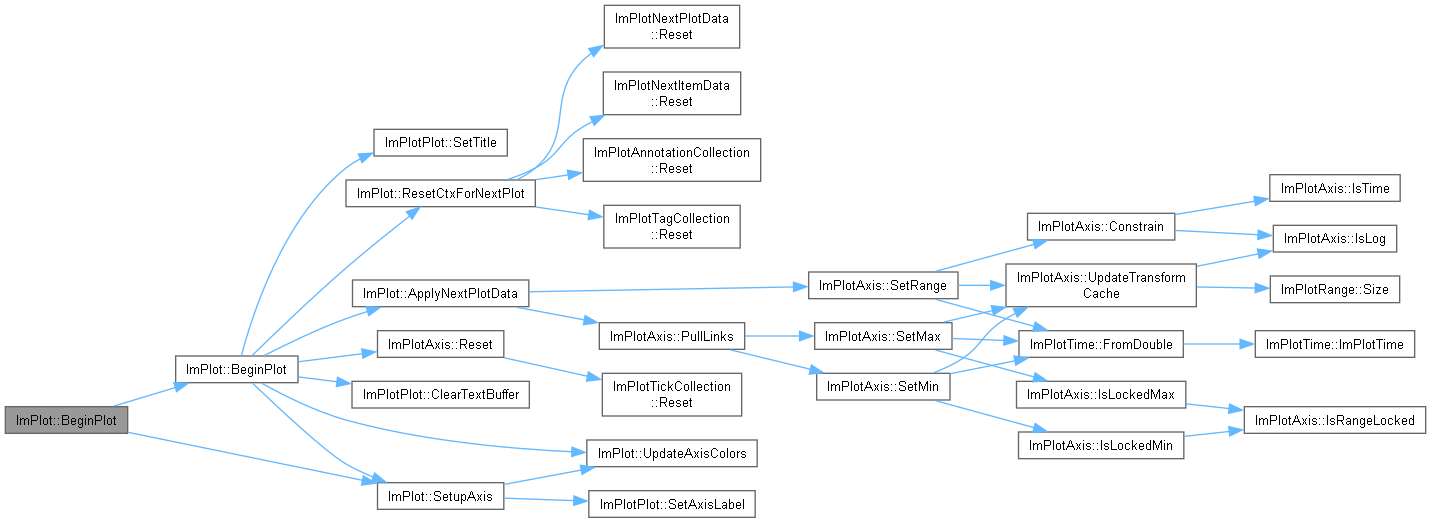 ImPlot::BeginPlot
ImPlot::BeginPlot
ImPlotPlot::SetTitle
ImPlot::ResetCtxForNextPlot
ImPlot::ApplyNextPlotData
ImPlotAxis::Reset
ImPlotPlot::ClearTextBuffer
ImPlot::SetupAxis
ImPlotNextPlotData
::Reset
ImPlotNextItemData
::Reset
ImPlotAnnotationCollection
::Reset
ImPlotTagCollection
::Reset
ImPlotAxis::PullLinks
ImPlotTickCollection
::Reset
ImPlot::UpdateAxisColors
ImPlotPlot::SetAxisLabel
ImPlotAxis::SetRange
ImPlotAxis::SetMax
ImPlotAxis::SetMin
ImPlotAxis::Constrain
ImPlotAxis::UpdateTransform
Cache
ImPlotTime::FromDouble
ImPlotAxis::IsLockedMax
ImPlotAxis::IsLockedMin
ImPlotAxis::IsTime
ImPlotAxis::IsLog
ImPlotRange::Size
ImPlotTime::ImPlotTime
ImPlotAxis::IsRangeLocked